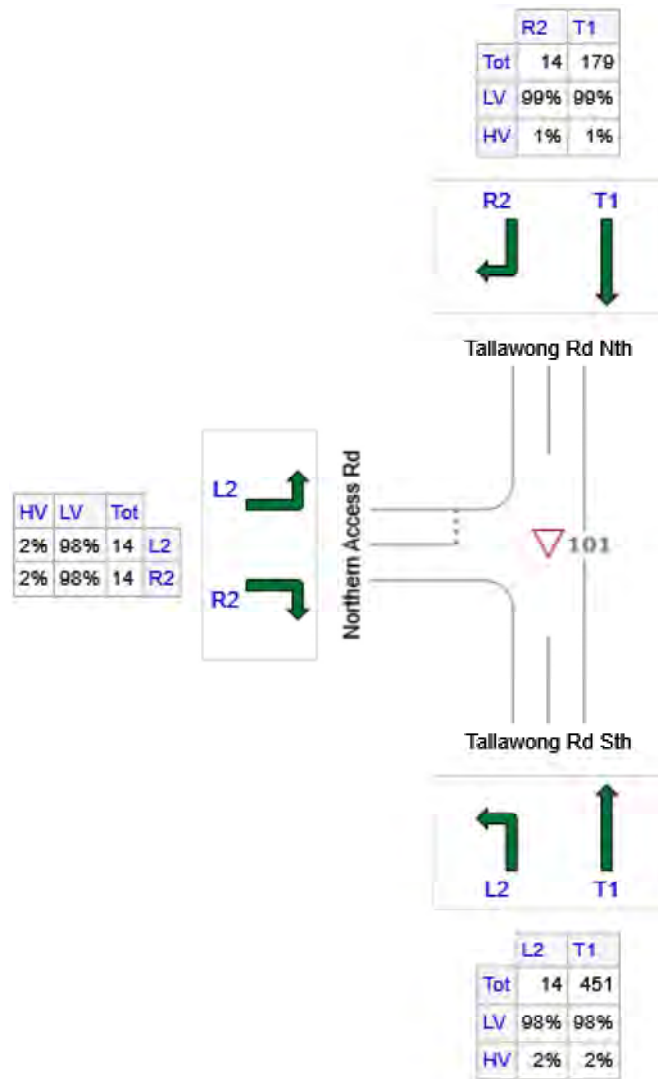 R2 T1
Tot 14 179
LV 99% 99%
HV 1% 1%
R2 T1
Tallawong Rd Nth
L2
R2
Northern Access Rd
HV LV Tot
2% 98% 14 L2
2% 98% 14 R2
101
Tallawong Rd Sth
L2 T1
L2 T1
Tot 14 451
LV 98% 98%
HV 2% 2%